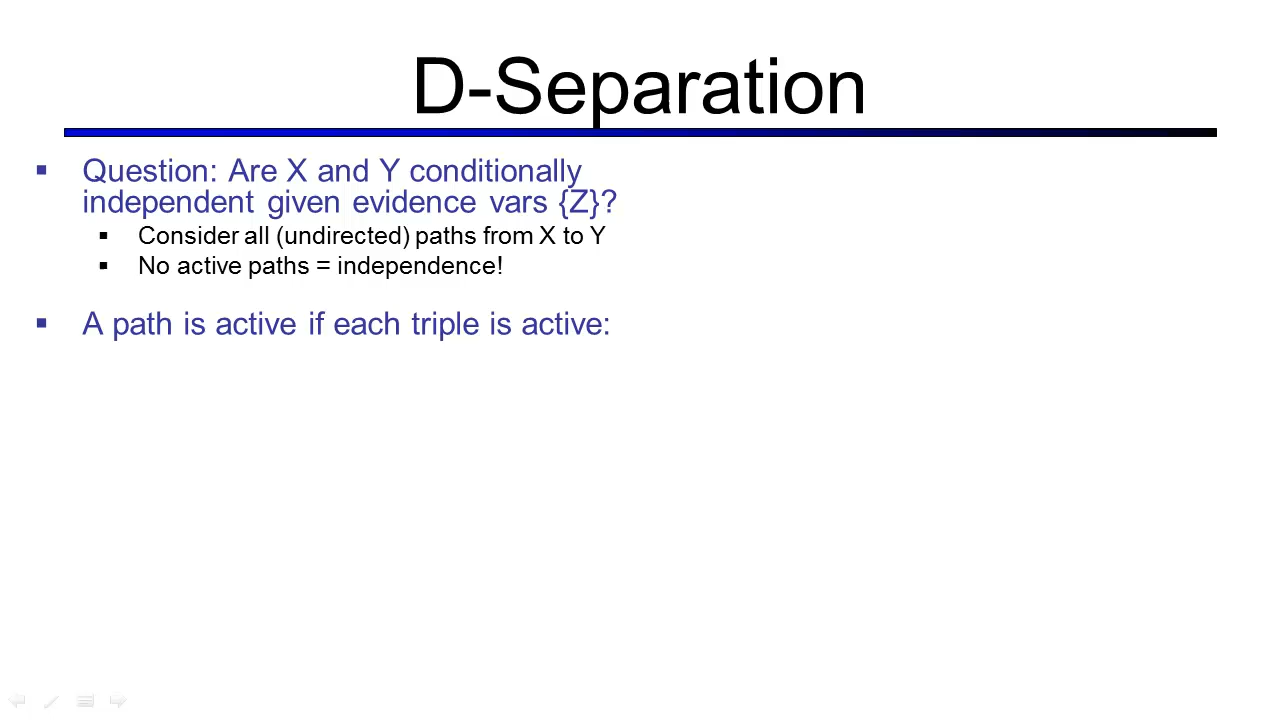 D-Separation
▪ Question: Are X and Y conditionally
independent given evidence vars {Z}?
▪ Consider all (undirected) paths from X to Y
▪ No active paths = independence!
▪ A path is active if each triple is active: